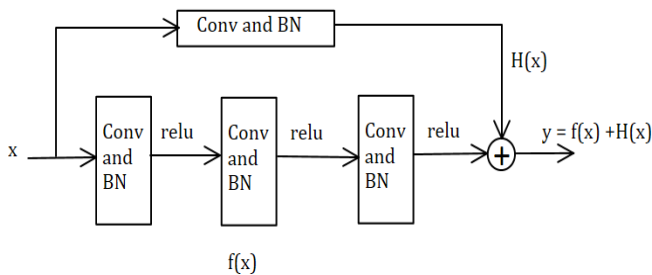 Conv and BN
H(x)
x
Conv
and
BN
relu
Conv
and
BN
relu
Conv
and
BN
relu
+
y = f(x) +H(x)
f(x)